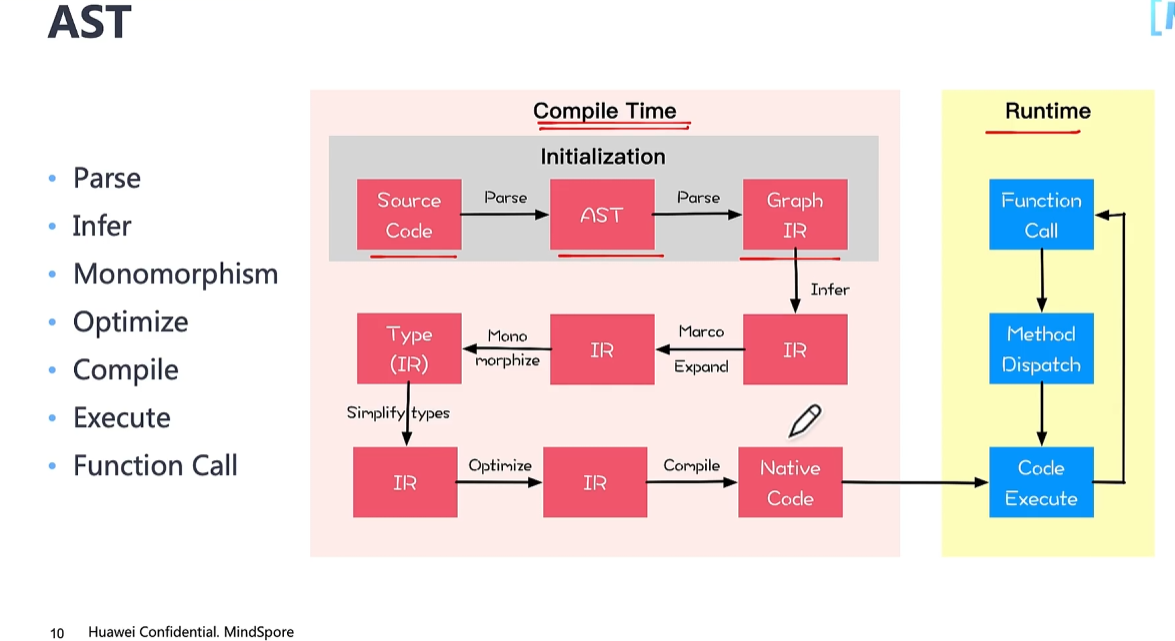 AST
Parse
Infer
Monomorphism
Optimize
Compile
Execute
Function Call
Compile Time
Initialization
Source
Code
Parse
AST
Parse
Graph
IR
Infer
Type
(IR)
Mono
morphize
IR
Marco
Expand
IR
Simplify types
IR
Optimize
IR
Compile
Native
Code
Runtime
Function
Call
Method
Dispatch
Code
Execute
10 Huawei Confidential. MindSpore